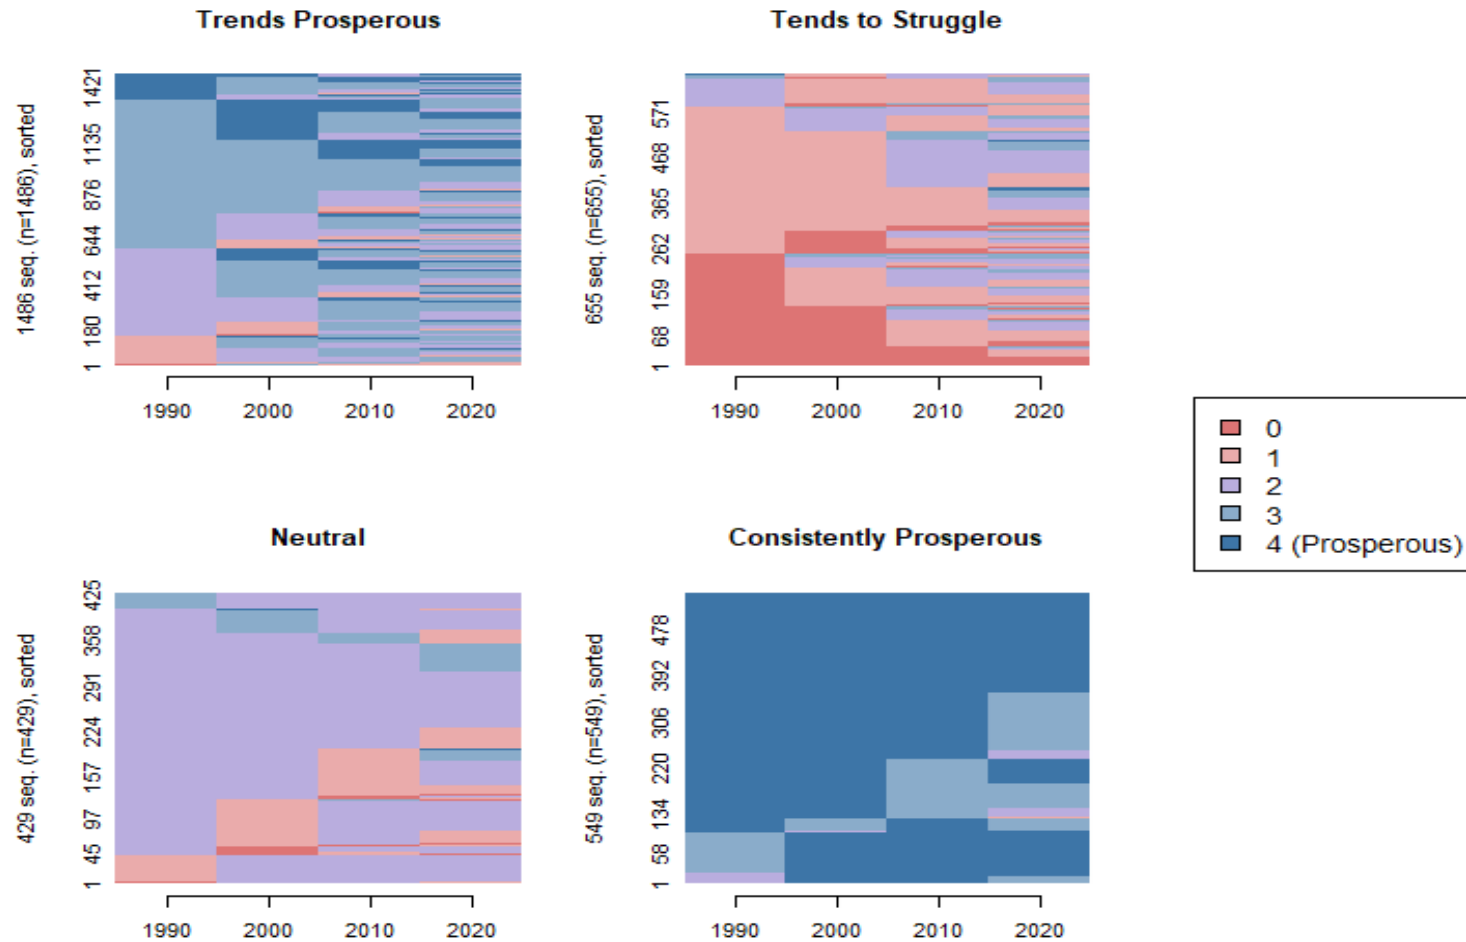 Trends Prosperous
1486 seq. (n=1486), sorted
1 180 412 644 876 1135 1421
1990 2000 2010 2020
Tends to Struggle
655 seq. (n=655), sorted
1 68 159 262 365 468 571
1990 2000 2010 2020
0
1
2
3
4 (Prosperous)
Neutral
429 seq. (n=429), sorted
1 45 97 157 224 291 358 425
1990 2000 2010 2020
Consistently Prosperous
549 seq. (n=549), sorted
1 58 134 220 306 392 478
1990 2000 2010 2020